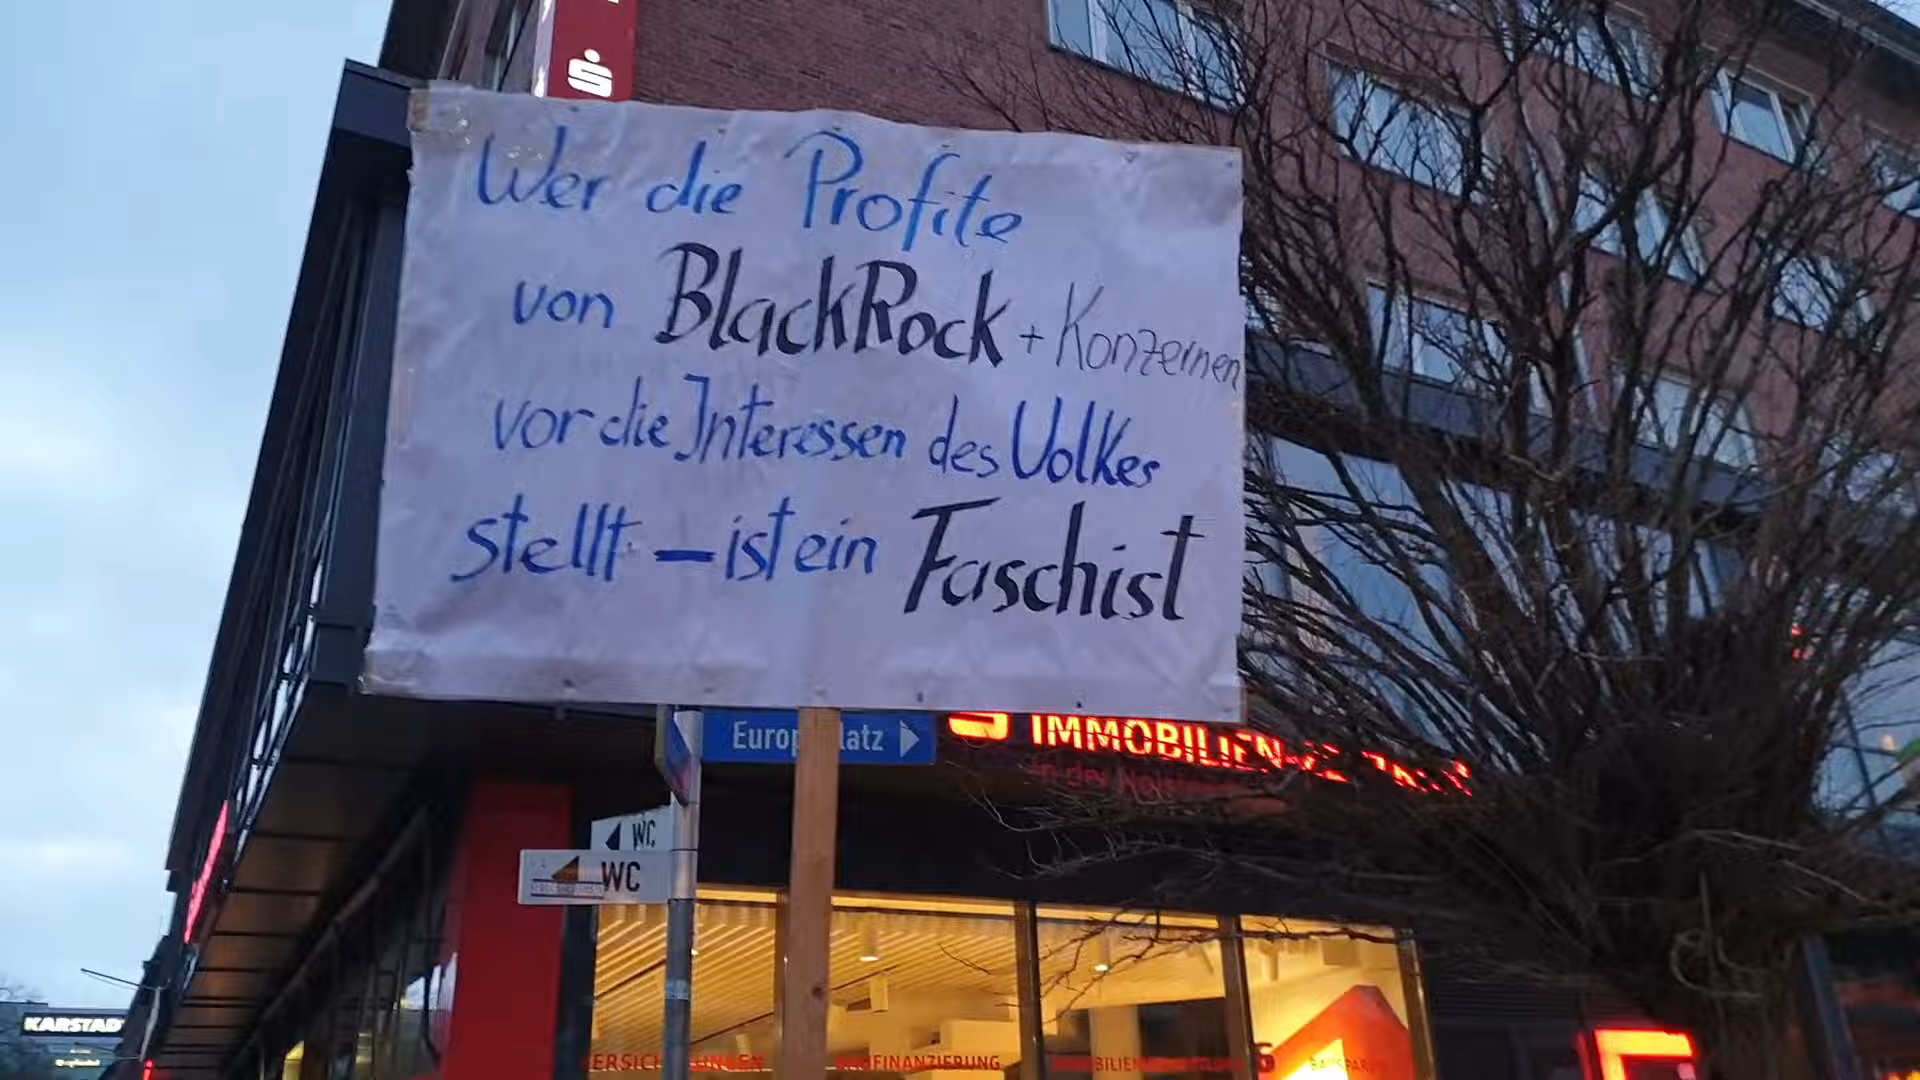 Wer die Profite
von BlackRock + Konzernen
vor die Interessen des Volkes
stellt – ist ein Faschist
IMMOBILIEN
WC
WC
KARSTADT